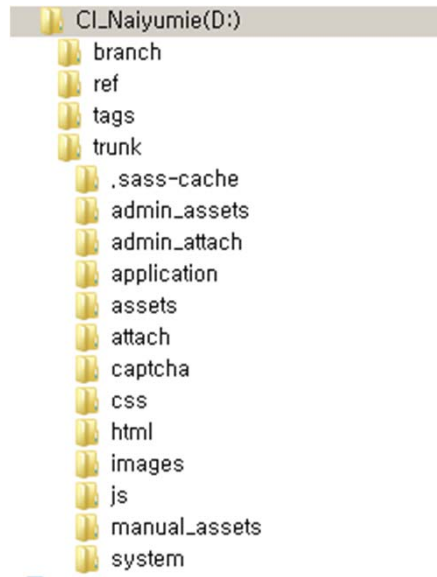 CI_Naiyumie(D:)
branch
ref
tags
trunk
.sass-cache
admin_assets
admin_attach
application
assets
attach
captcha
css
html
images
js
manual_assets
system